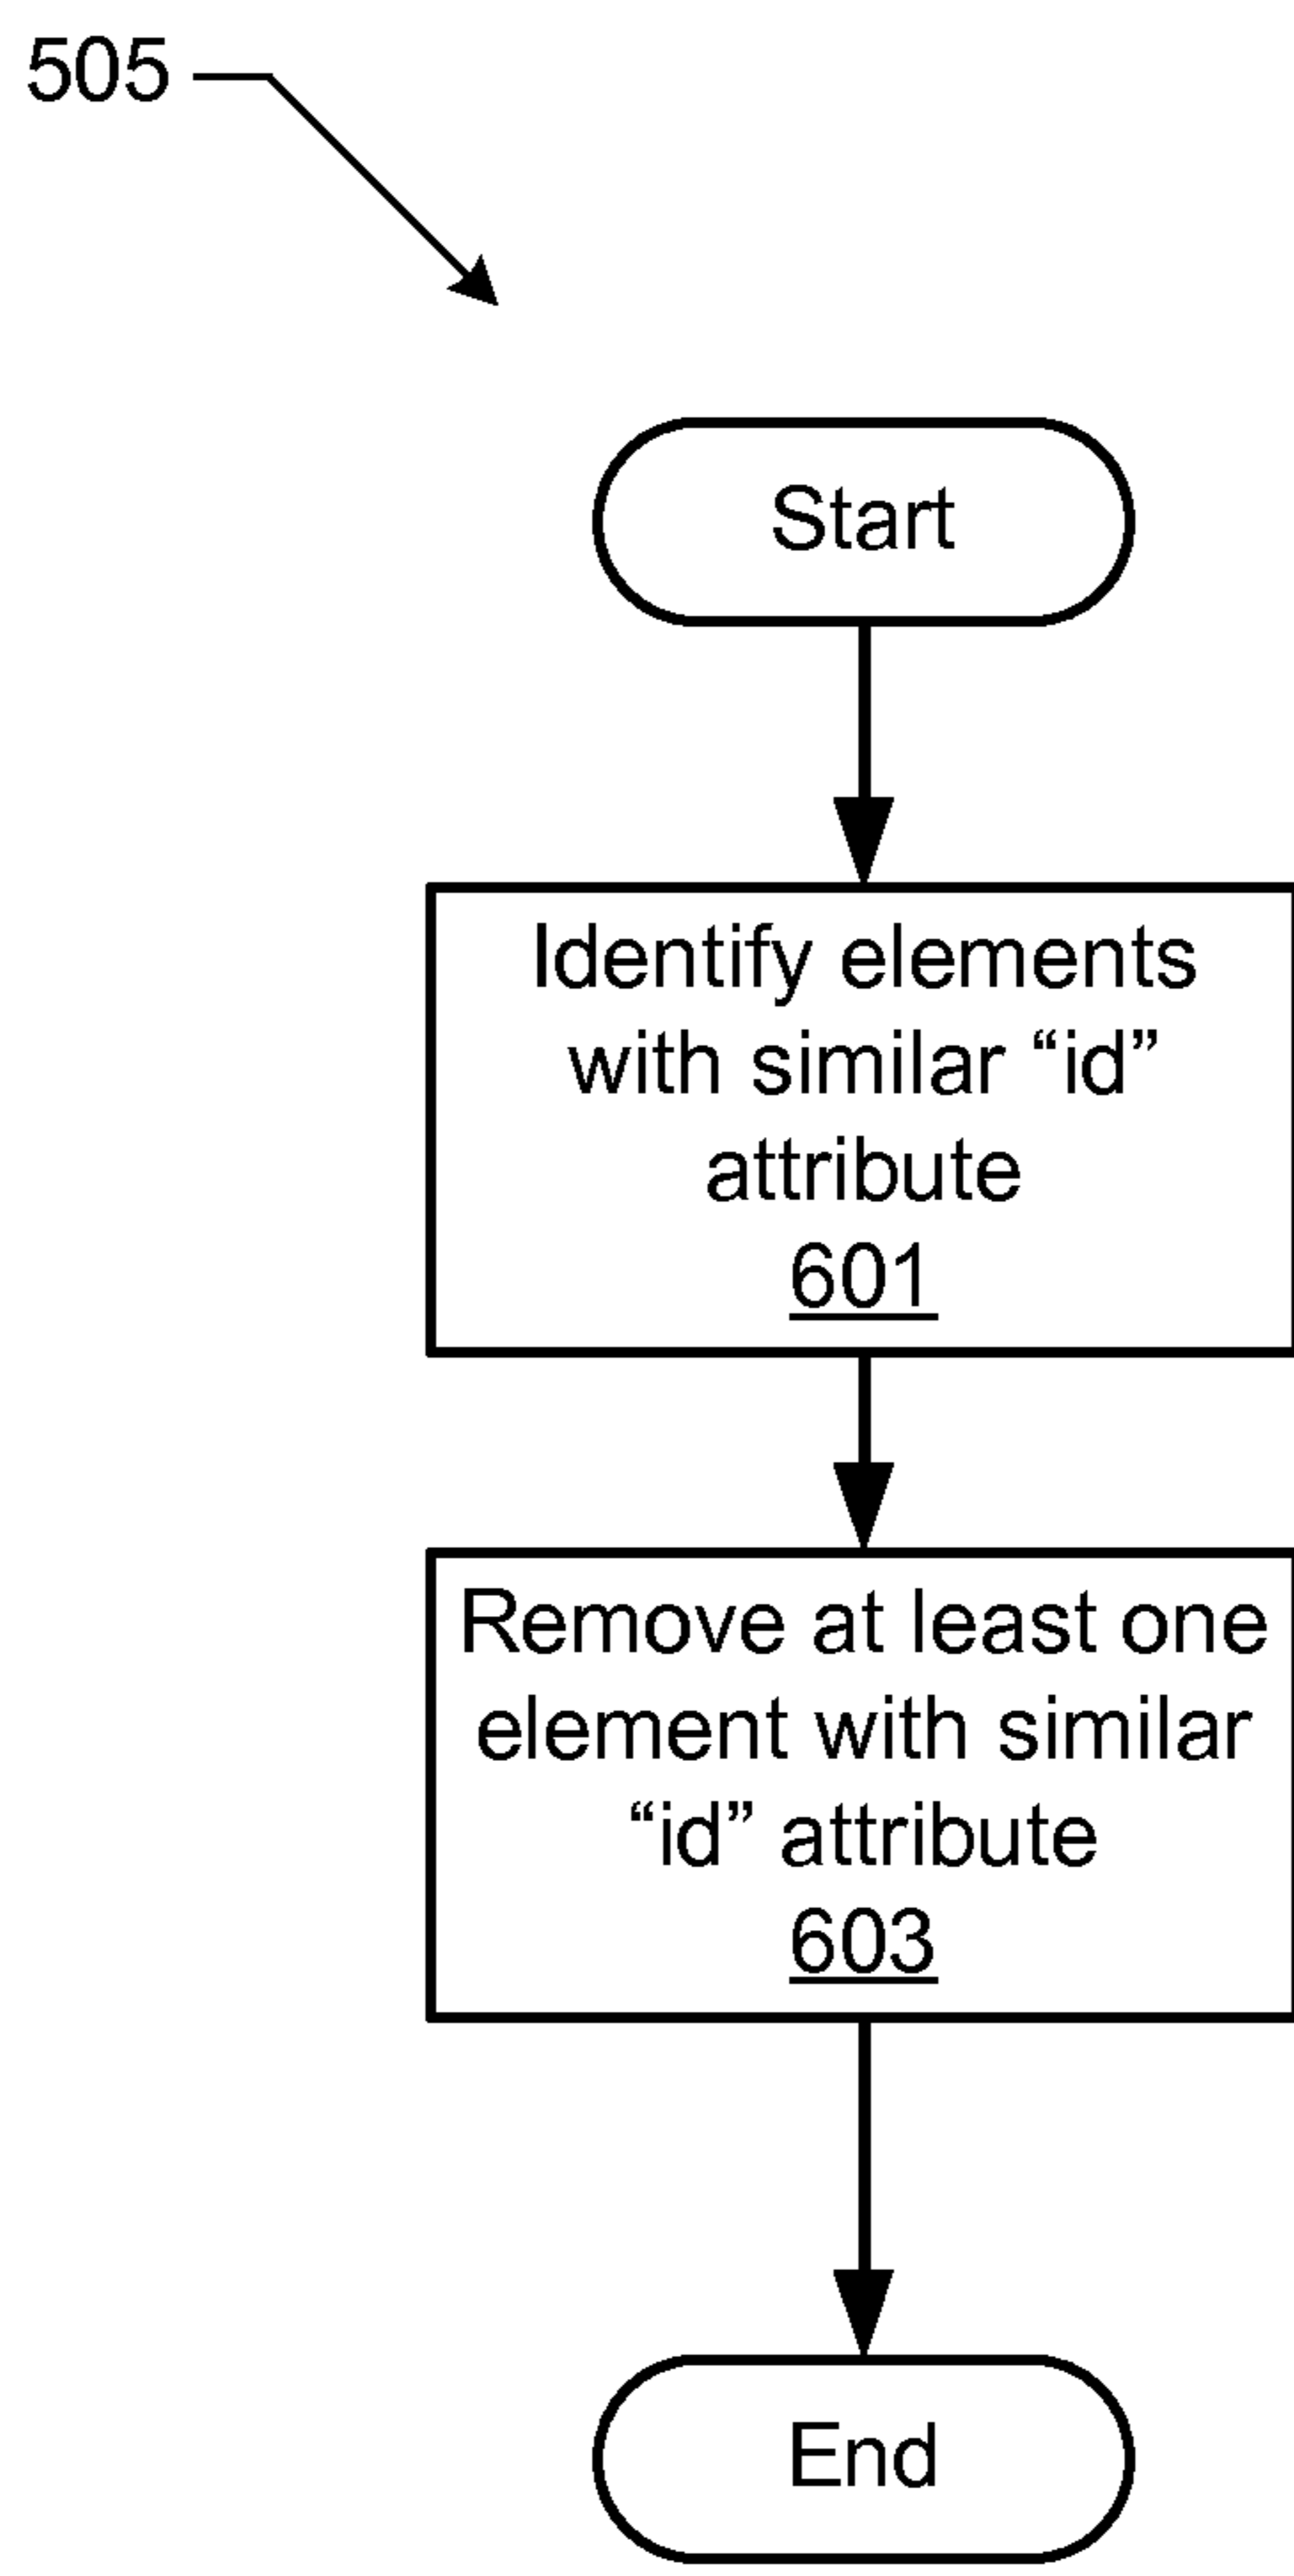 505
Start
Identify elements
with similar “id”
attribute
601
Remove at least one
element with similar
“id” attribute
603
End